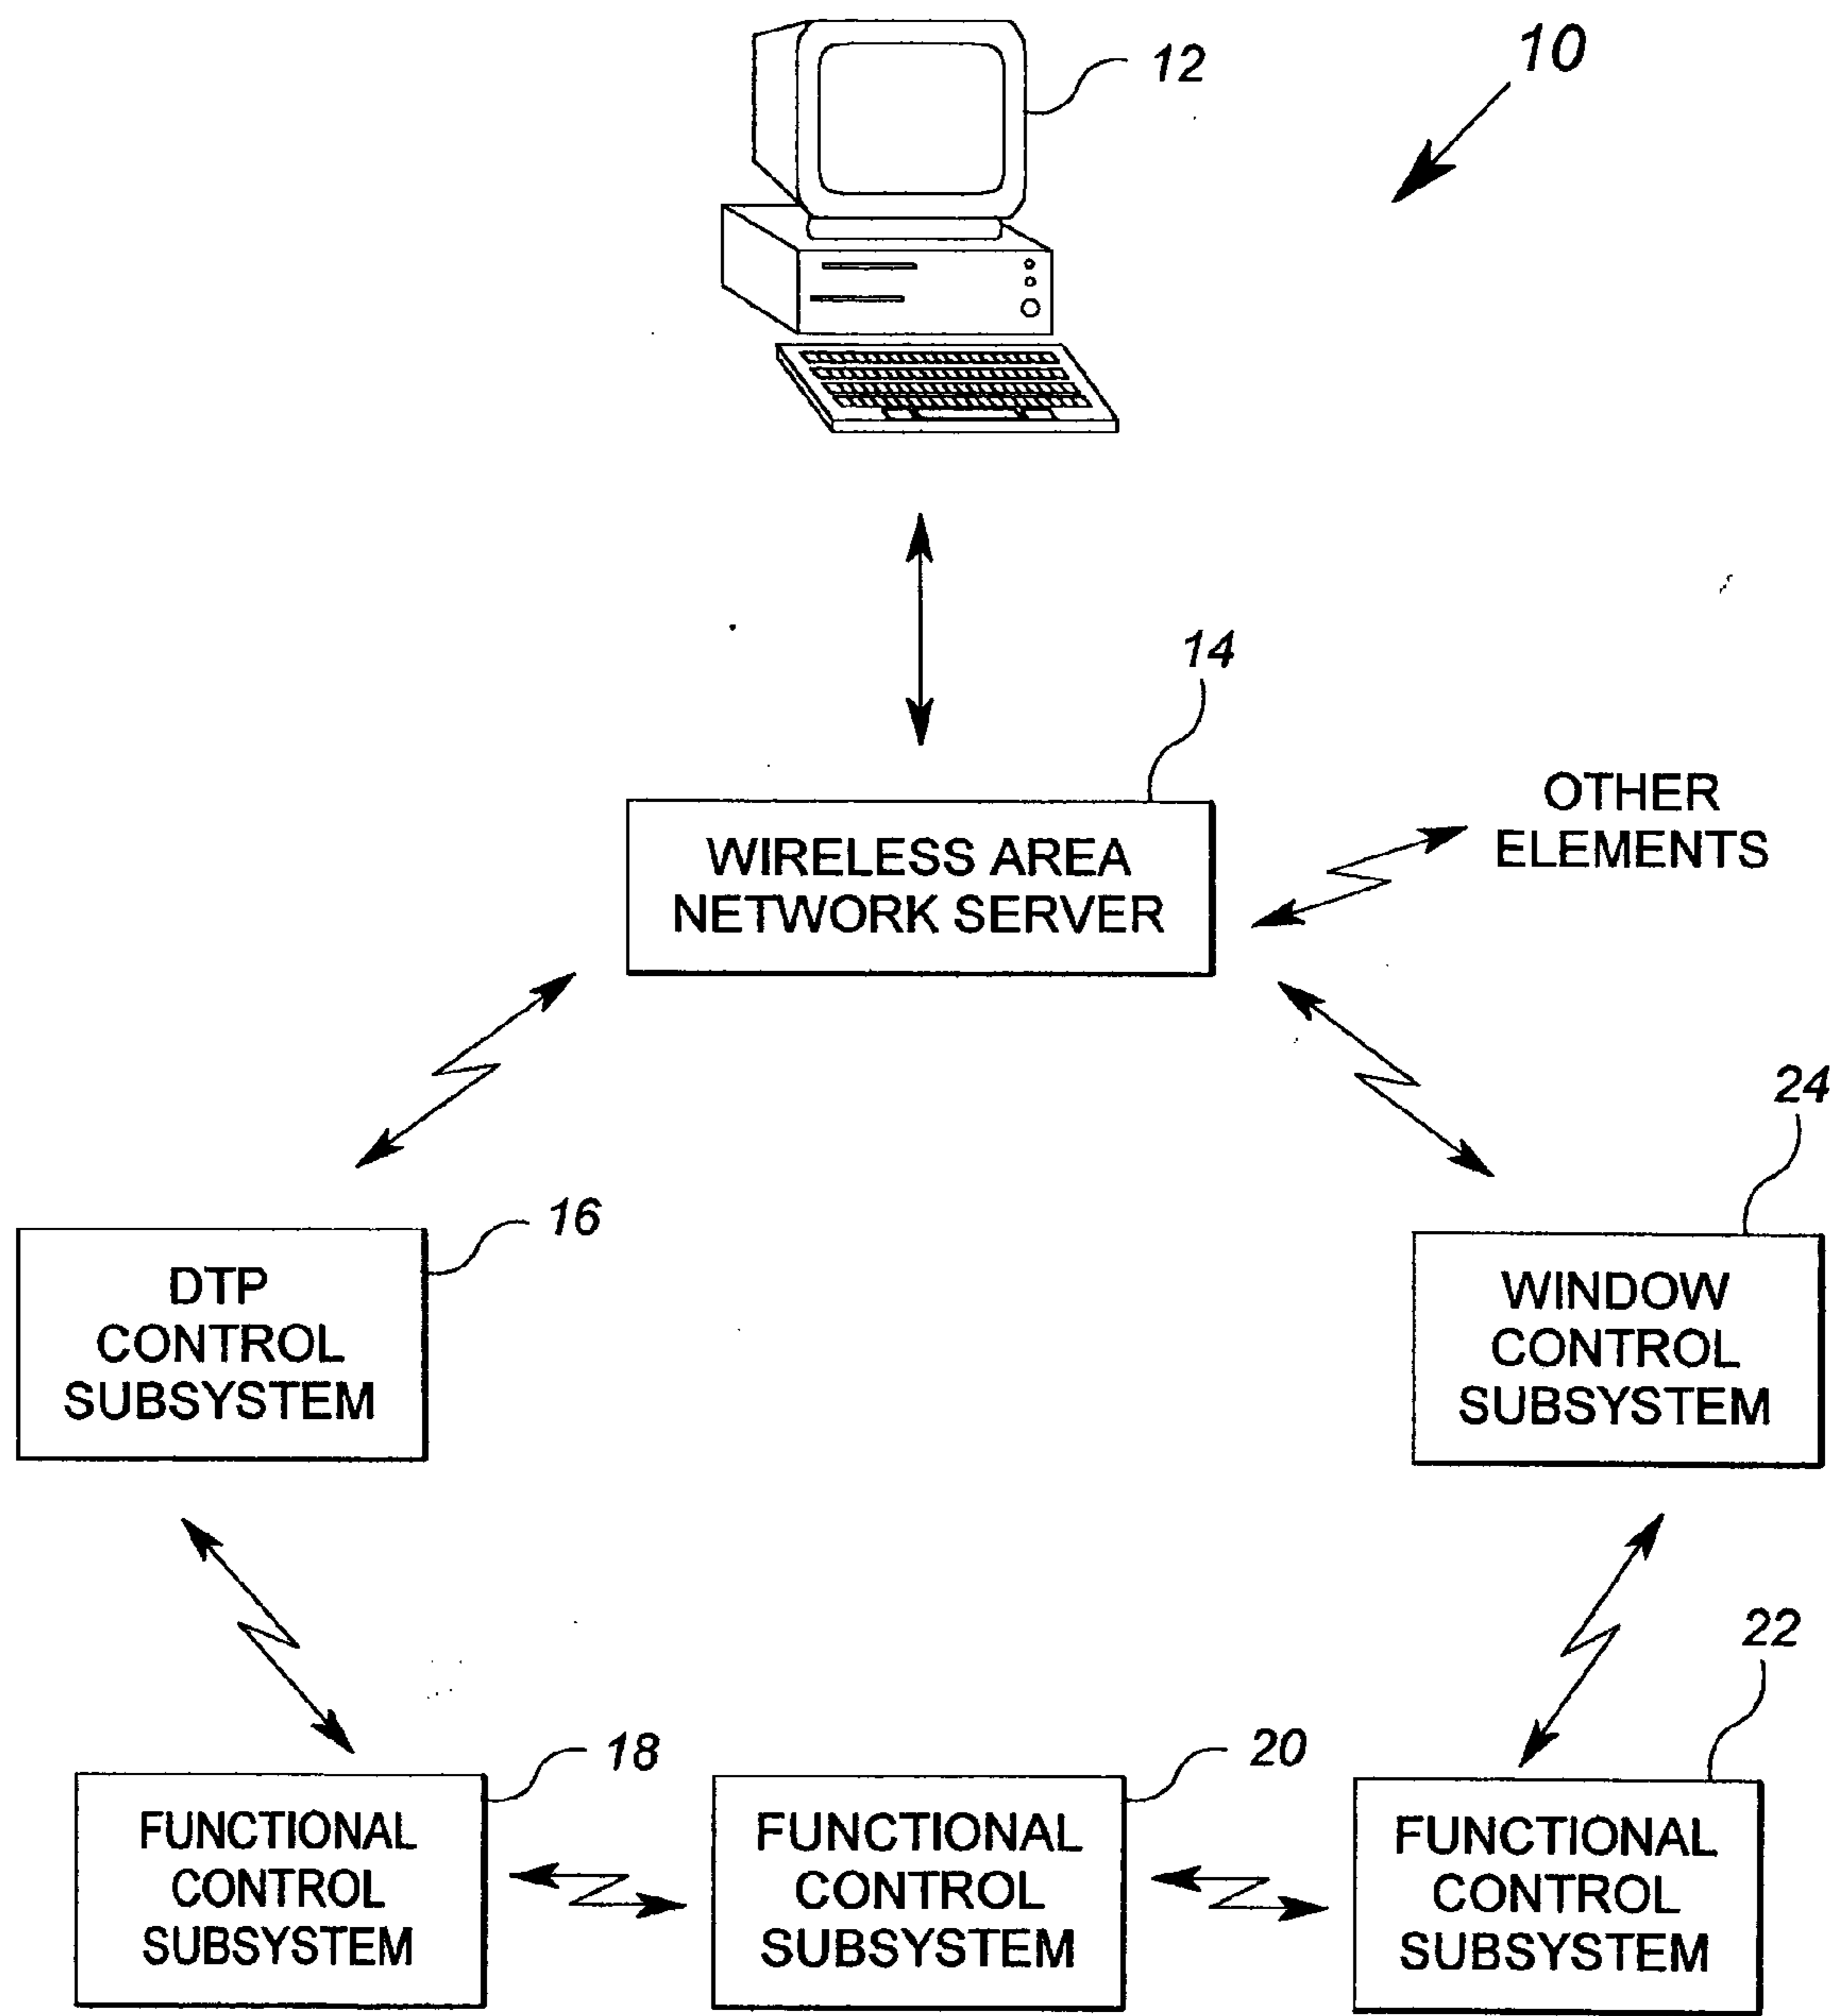 10
12
14
WIRELESS AREA
NETWORK SERVER
OTHER
ELEMENTS
16
DTP
CONTROL
SUBSYSTEM
24
WINDOW
CONTROL
SUBSYSTEM
18
FUNCTIONAL
CONTROL
SUBSYSTEM
20
FUNCTIONAL
CONTROL
SUBSYSTEM
22
FUNCTIONAL
CONTROL
SUBSYSTEM